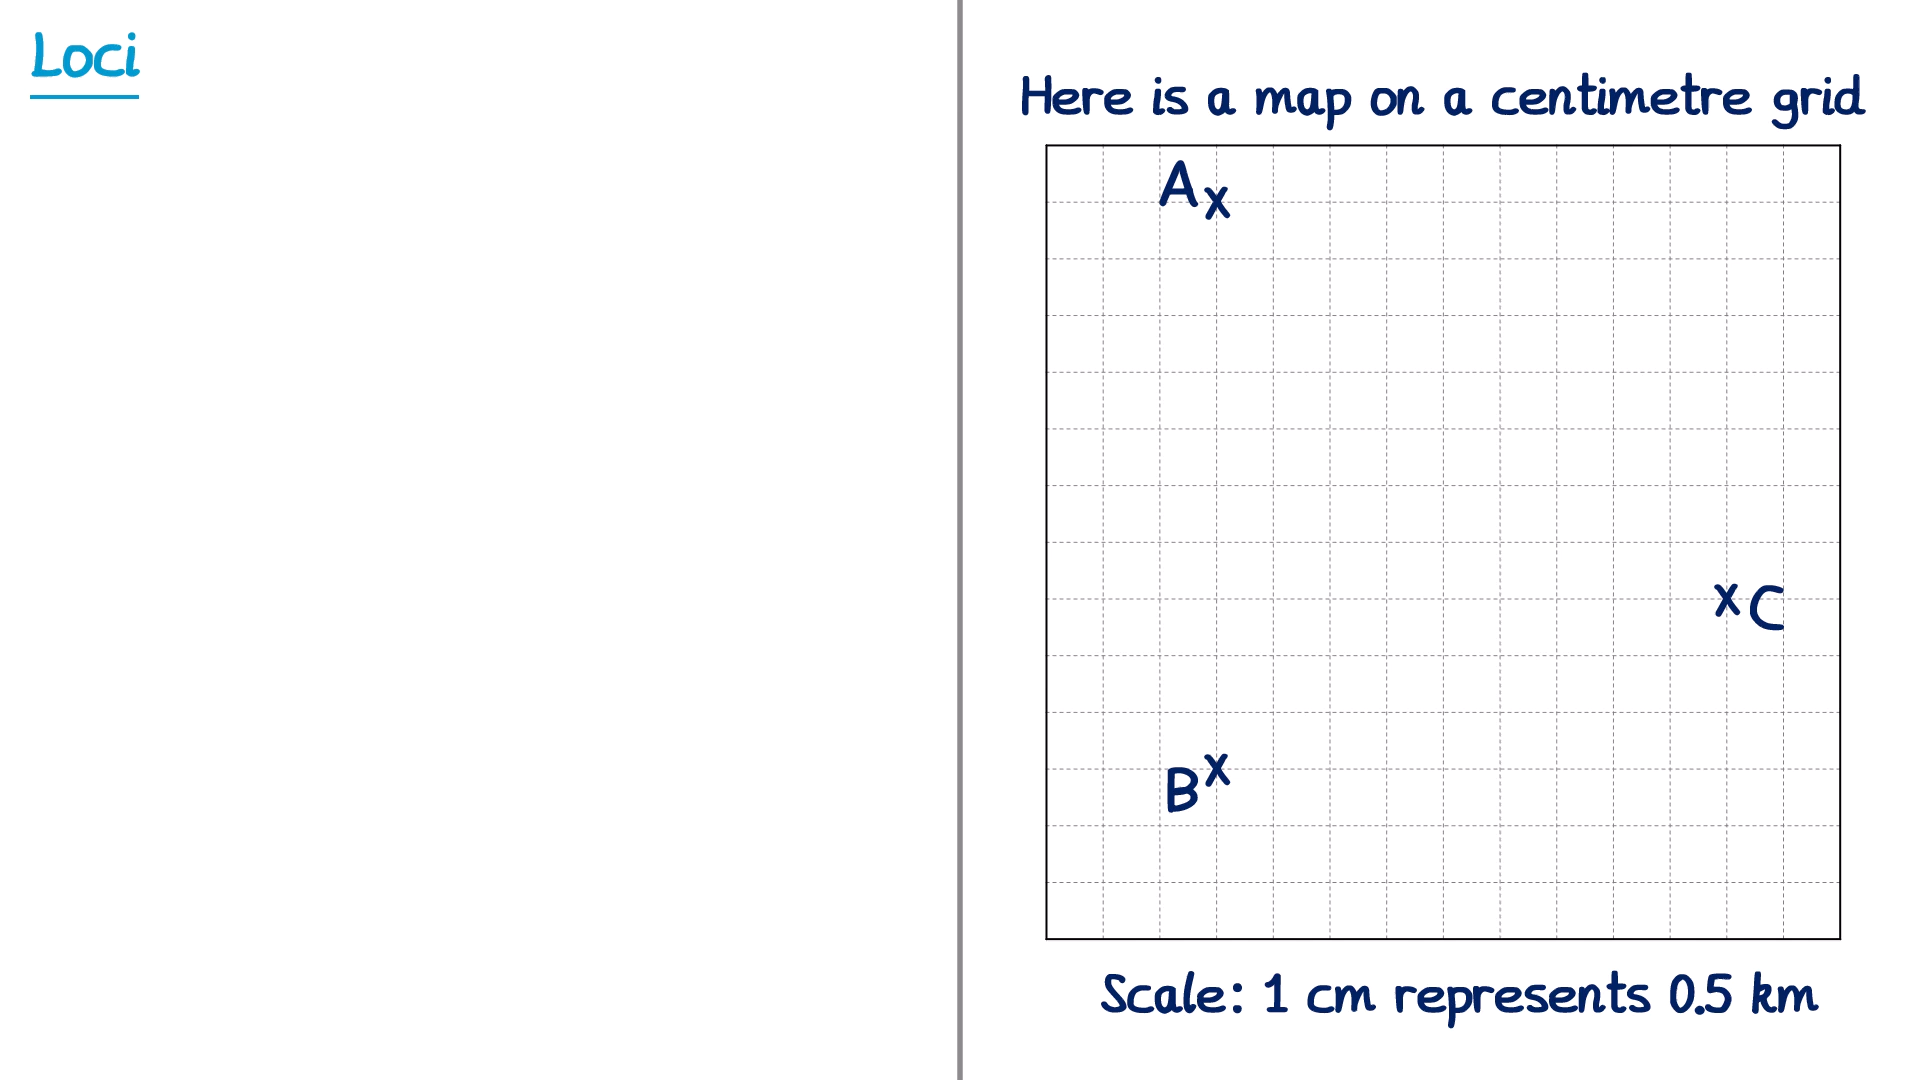 Loci
Here is a map on a centimetre grid
A x
x C
B x
Scale: 1 cm represents 0.5 km